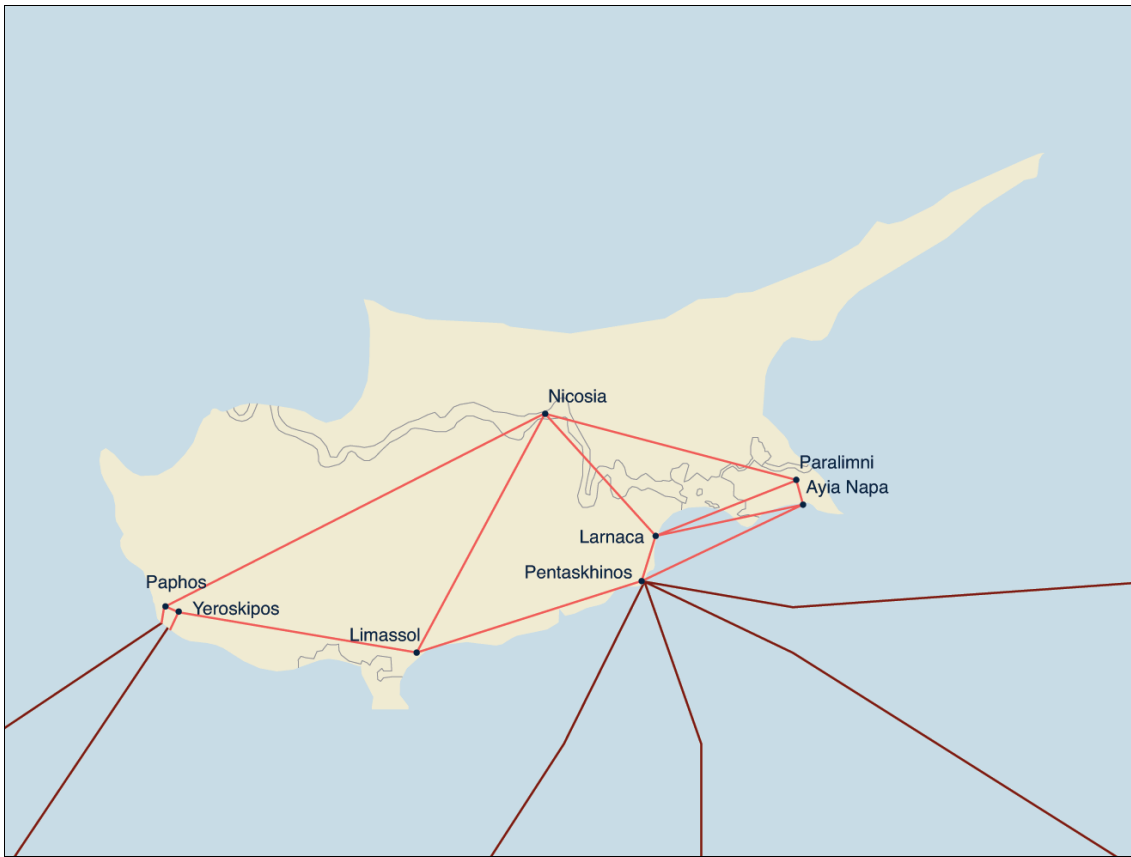 Nicosia
Paralimni
Ayia Napa
Larnaca
Pentaskhinos
Paphos
Yeroskipos
Limassol